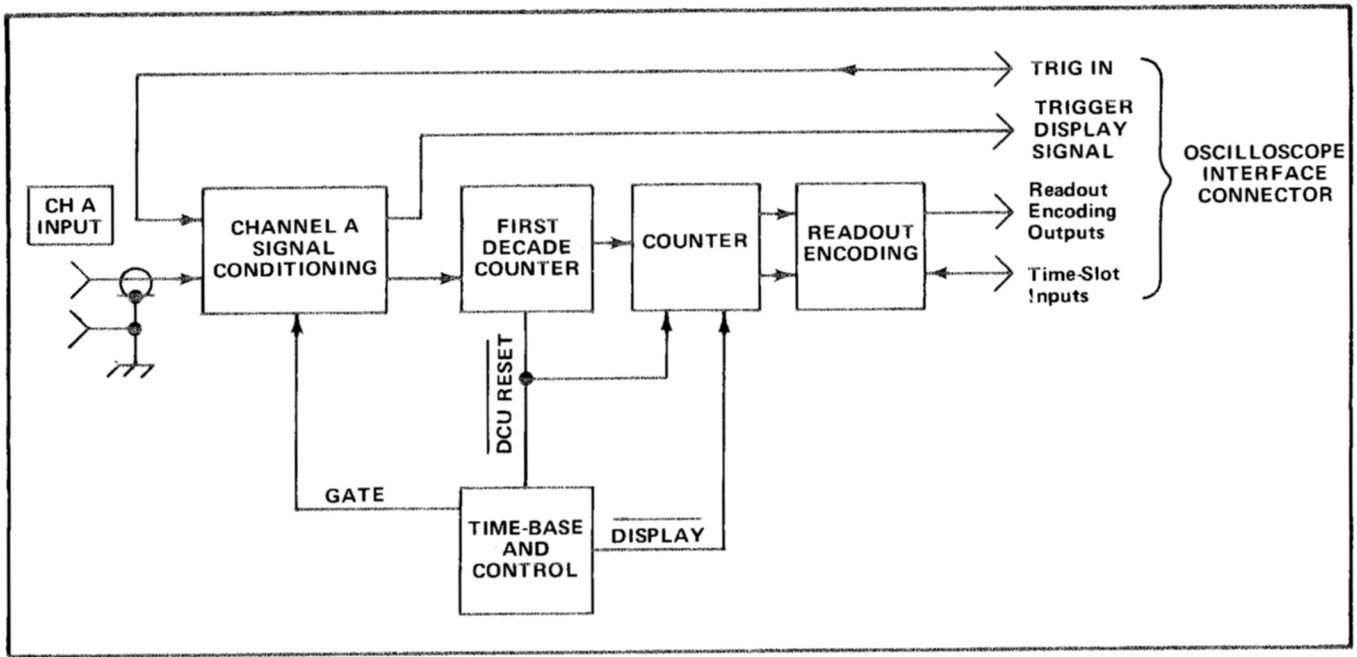 TRIG IN
TRIGGER
DISPLAY
SIGNAL
OSCILLOSCOPE
INTERFACE
CONNECTOR
CH A
INPUT
CHANNEL A
SIGNAL
CONDITIONING
FIRST
DECADE
COUNTER
COUNTER
READOUT
ENCODING
Readout
Encoding
Outputs
Time-Slot
Inputs
DCU RESET
GATE
TIME-BASE
AND
CONTROL
DISPLAY